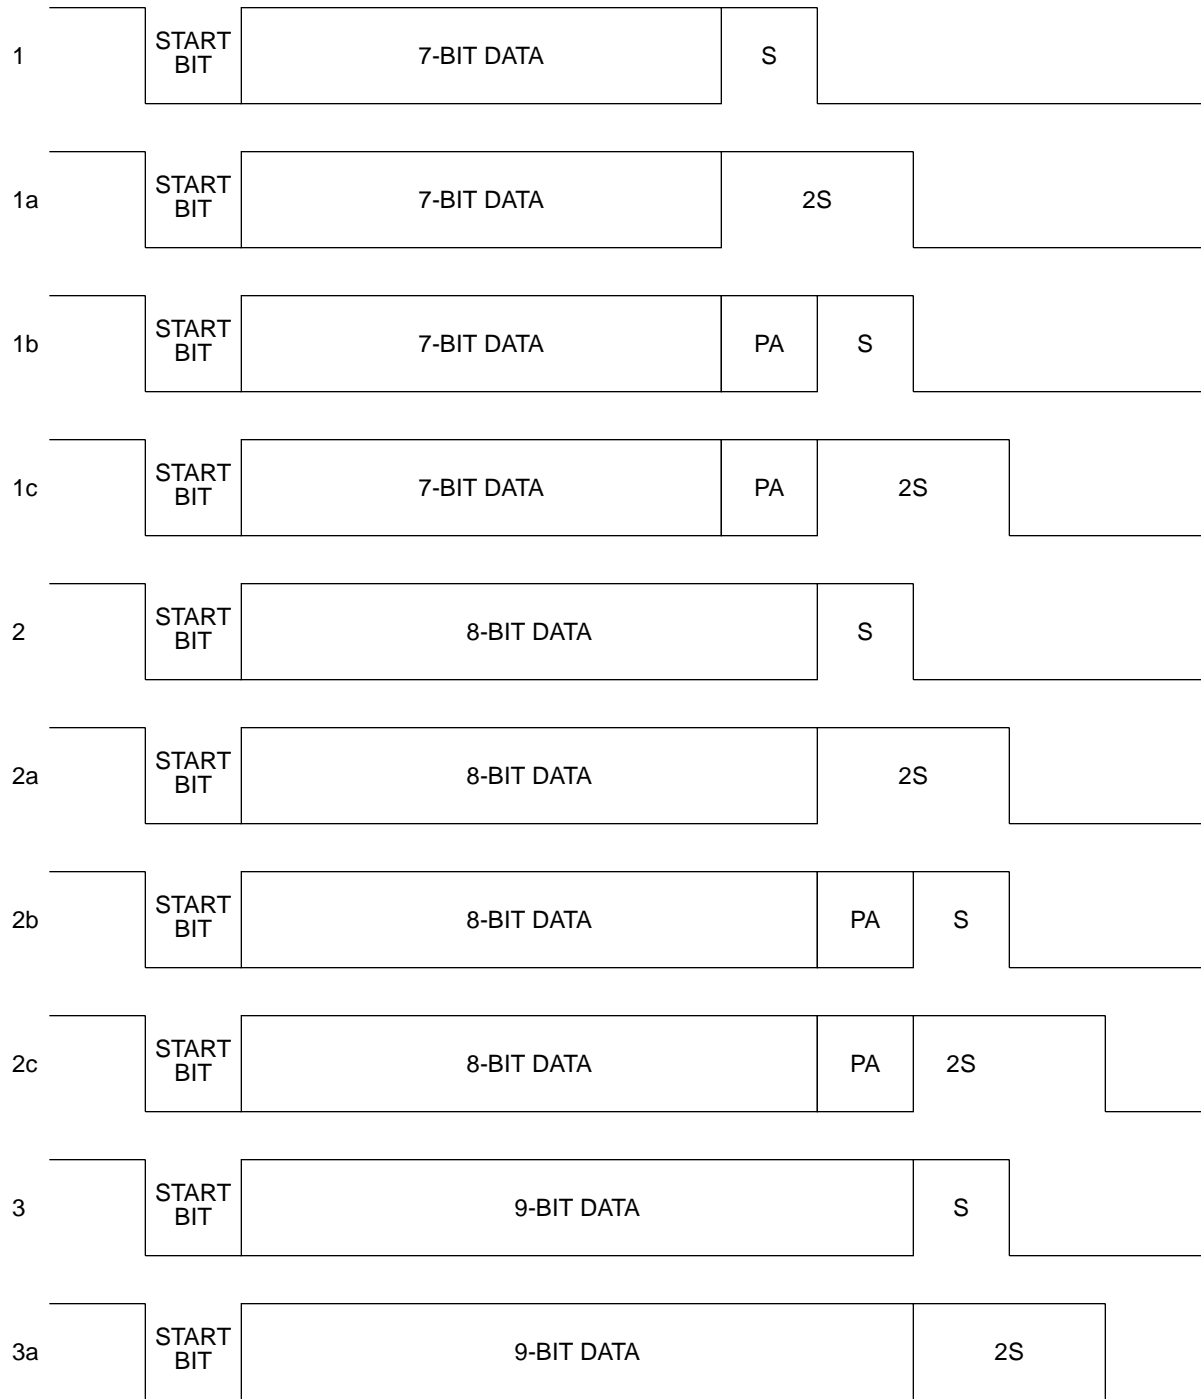 START
1 7-BIT DATA S
BIT
START
1a 7-BIT DATA 2S
BIT
START
1b 7-BIT DATA PA S
BIT
START
1c 7-BIT DATA PA 2S
BIT
START
2 8-BIT DATA S
BIT
START
2a 8-BIT DATA 2S
BIT
START
2b 8-BIT DATA PA S
BIT
START
2c 8-BIT DATA PA 2S
BIT
START
3 9-BIT DATA S
BIT
START
3a 9-BIT DATA 2S
BIT